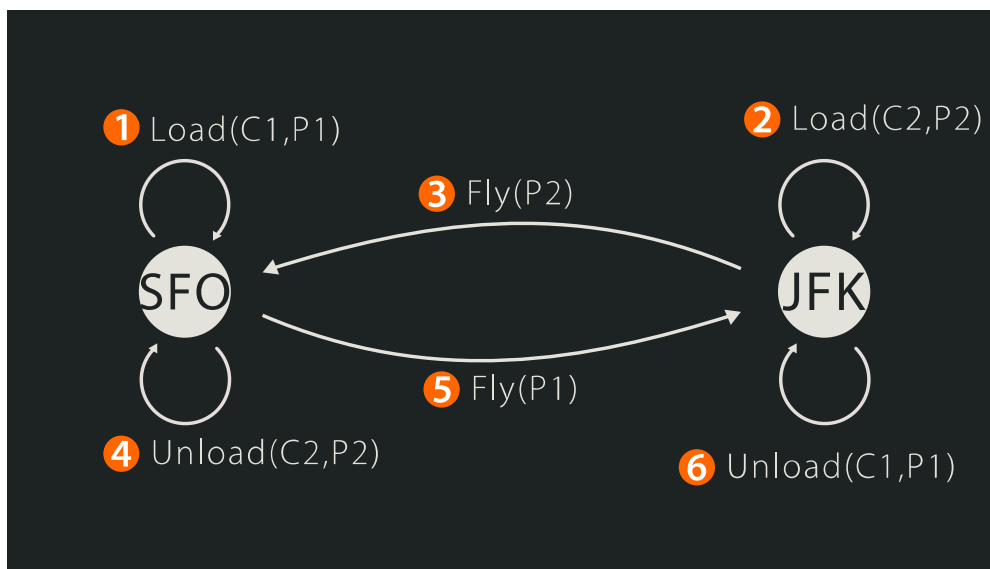 1 Load(C1,P1)
2 Load(C2,P2)
3 Fly(P2)
SFO
JFK
5 Fly(P1)
4 Unload(C2,P2)
6 Unload(C1,P1)